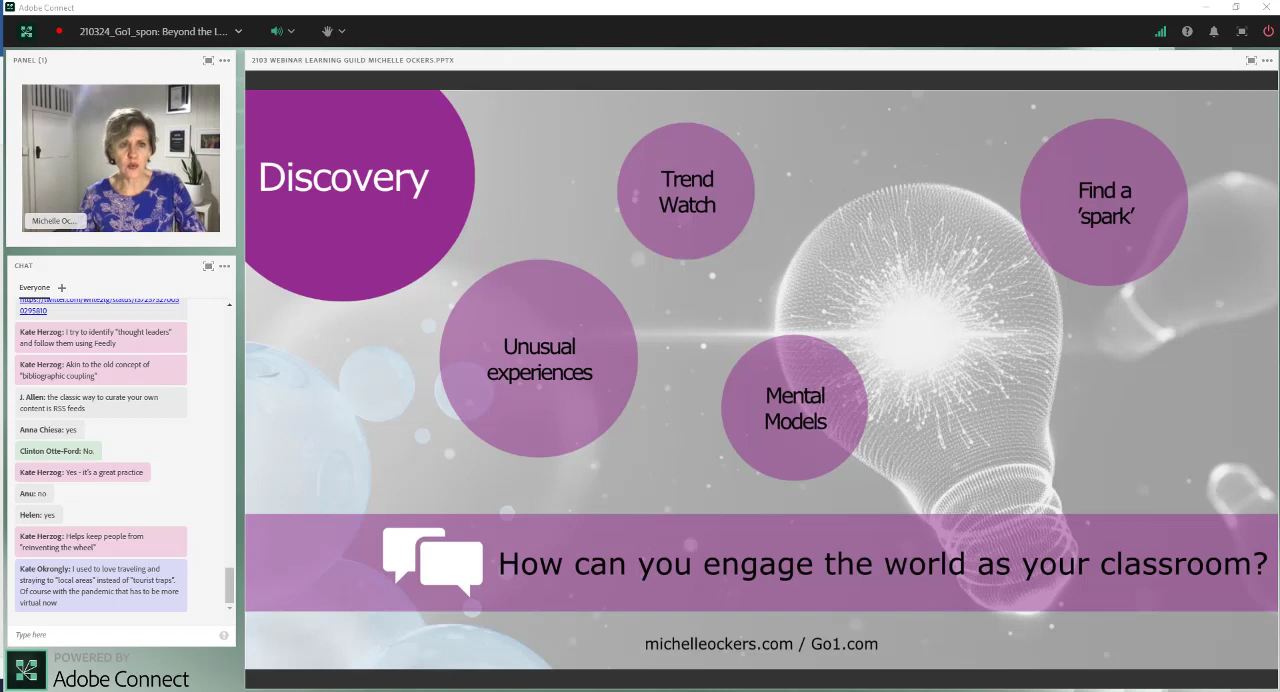 Adobe Connect
210324_Go1_spon: Beyond the L...
PANEL (1)
Michelle Oc...
CHAT
Everyone
https://twitter.com/write2tg/status/137257527005
0295810
Kate Herzog: I try to identify "thought leaders"
and follow them using Feedly
Kate Herzog: Akin to the old concept of
"bibliographic coupling"
J. Allen: the classic way to curate your own
content is RSS feeds
Anna Chiesa: yes
Clinton Otte-Ford: No.
Kate Herzog: Yes - it's a great practice
Anu: no
Helen: yes
Kate Herzog: Helps keep people from
"reinventing the wheel"
Kate Okrongly: I used to love traveling and
straying to "local areas" instead of "tourist traps".
Of course with the pandemic that has to be more
virtual now
Type here
POWERED BY
Adobe Connect
2103 WEBINAR LEARNING GUILD MICHELLE OCKERS.PPTX
Discovery
Trend
Watch
Find a
'spark'
Unusual
experiences
Mental
Models
How can you engage the world as your classroom?
michelleockers.com / Go1.com